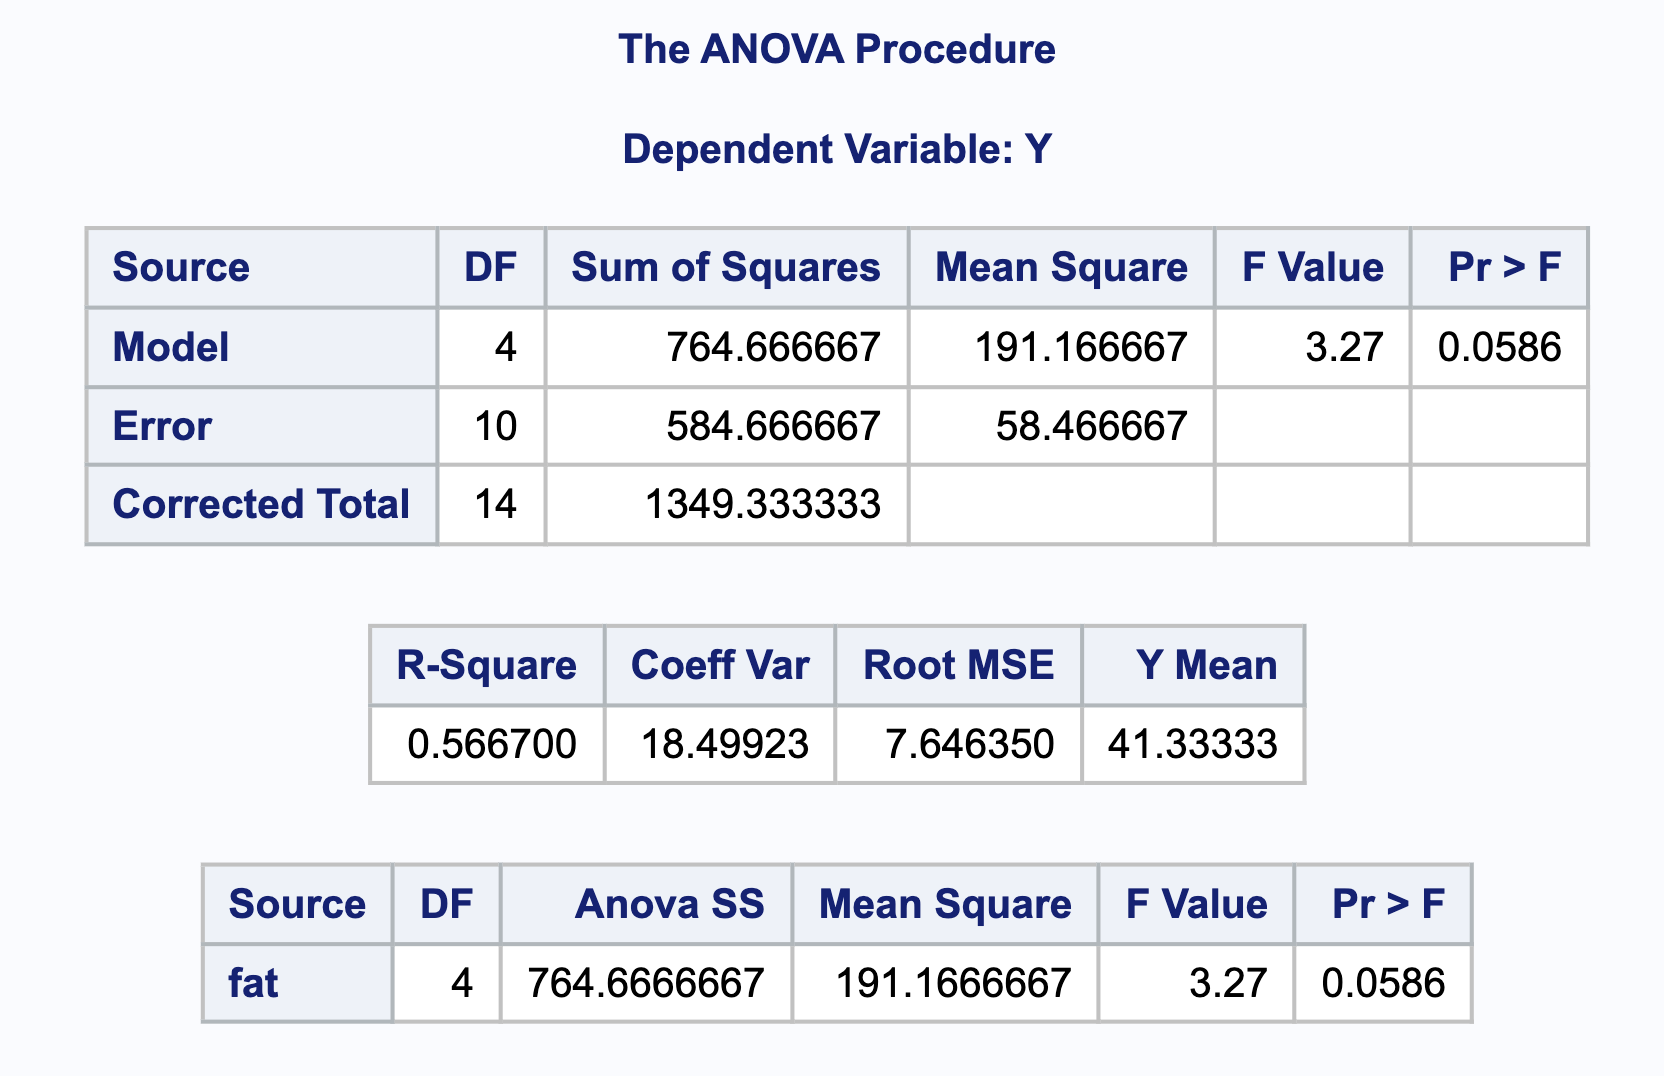 The ANOVA Procedure
Dependent Variable: Y
Source DF Sum of Squares Mean Square F Value Pr > F
Model 4 764.666667 191.166667 3.27 0.0586
Error 10 584.666667 58.466667
Corrected Total 14 1349.333333
R-Square Coeff Var Root MSE Y Mean
0.566700 18.49923 7.646350 41.33333
Source DF Anova SS Mean Square F Value Pr > F
fat 4 764.6666667 191.1666667 3.27 0.0586